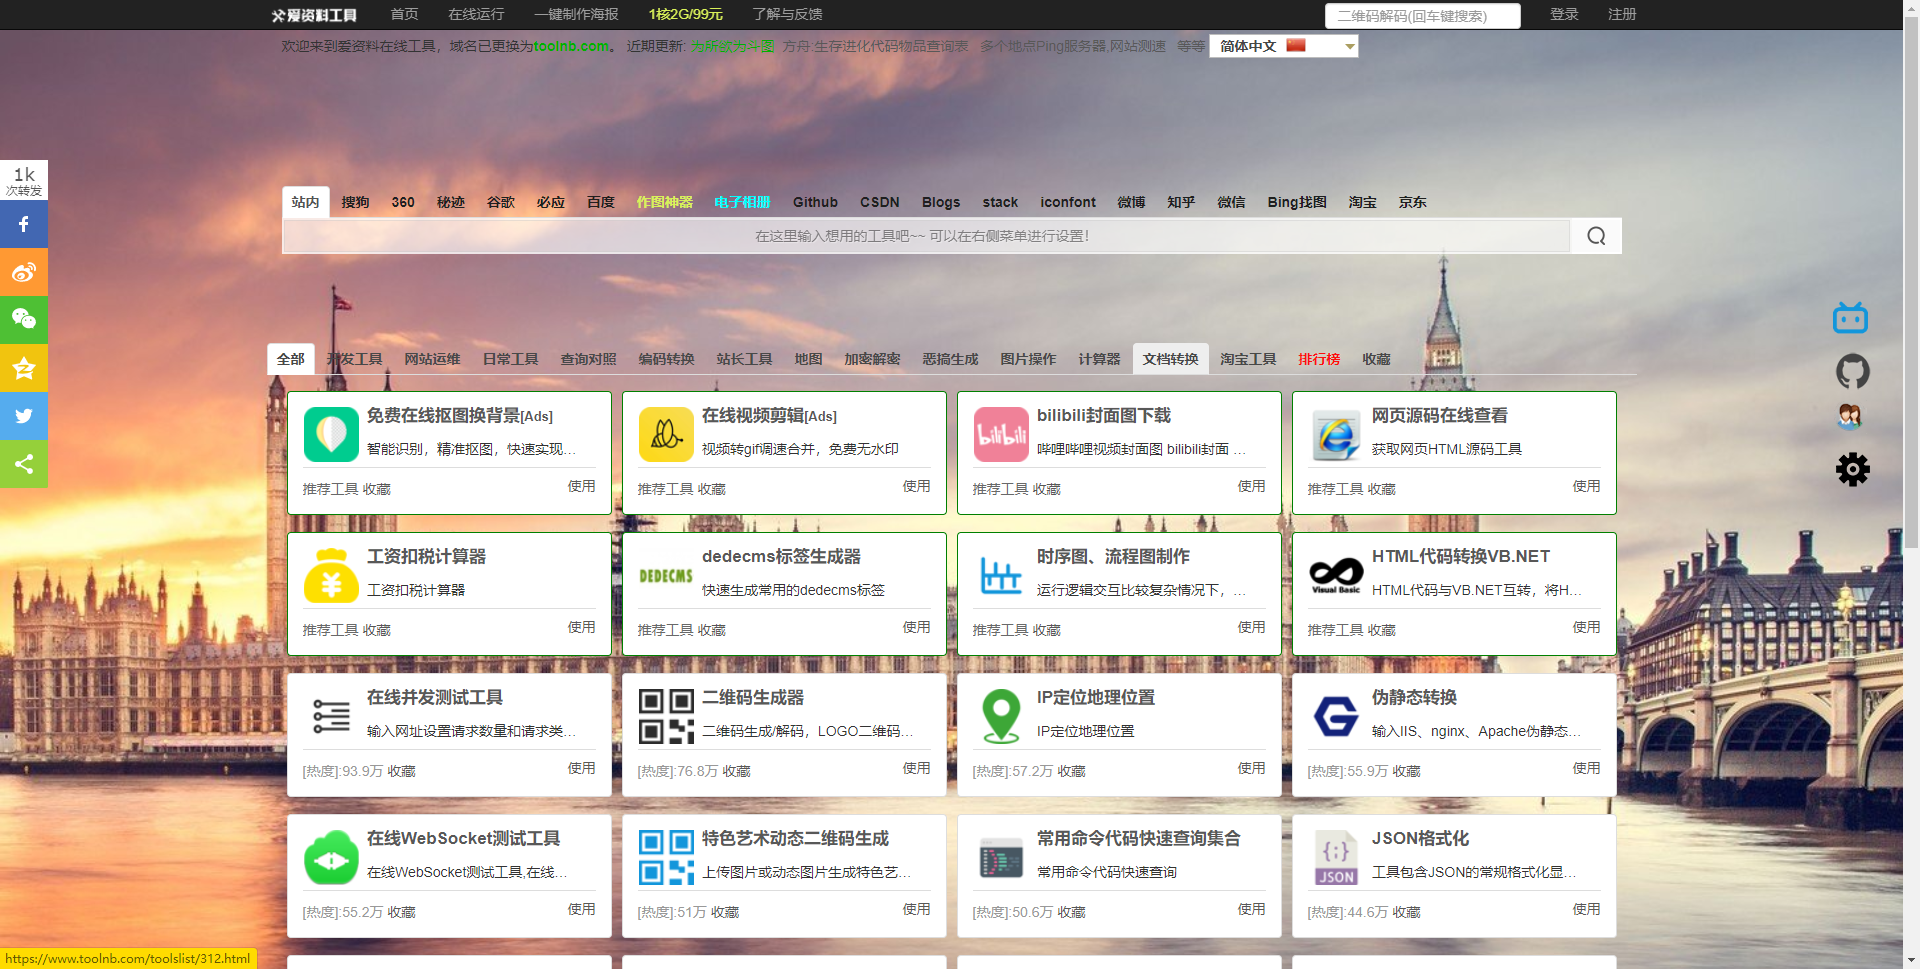 爱资料工具 首页 在线运行 一键制作海报 1核2G/99元 了解与反馈 二维码解码(回车键搜索) 登录 注册
欢迎来到爱资料在线工具，域名已更换为toolnb.com。 近期更新: 为所欲为斗图 方舟:生存进化代码物品查询表 多个地点Ping服务器,网站测速 等等 简体中文
1k
次转发
站内 搜狗 360 秘迹 谷歌 必应 百度 作图神器 电子相册 Github CSDN Blogs stack iconfont 微博 知乎 微信 Bing找图 淘宝 京东
在这里输入想用的工具吧~~ 可以在右侧菜单进行设置！
全部 开发工具 网站运维 日常工具 查询对照 编码转换 站长工具 地图 加密解密 恶搞生成 图片操作 计算器 文档转换 淘宝工具 排行榜 收藏
免费在线抠图换背景[Ads]
智能识别，精准抠图，快速实现...
推荐工具 收藏 使用
在线视频剪辑[Ads]
视频转gif调速合并，免费无水印
推荐工具 收藏 使用
bilibili
bilibili封面图下载
哔哩哔哩视频封面图 bilibili封面 ...
推荐工具 收藏 使用
网页源码在线查看
获取网页HTML源码工具
推荐工具 收藏 使用
工资扣税计算器
工资扣税计算器
推荐工具 收藏 使用
DEDECMS
dedecms标签生成器
快速生成常用的dedecms标签
推荐工具 收藏 使用
时序图、流程图制作
运行逻辑交互比较复杂情况下，...
推荐工具 收藏 使用
Visual Basic
HTML代码转换VB.NET
HTML代码与VB.NET互转，将H...
推荐工具 收藏 使用
在线并发测试工具
输入网址设置请求数量和请求类...
[热度]:93.9万 收藏 使用
二维码生成器
二维码生成/解码，LOGO二维码...
[热度]:76.8万 收藏 使用
IP定位地理位置
IP定位地理位置
[热度]:57.2万 收藏 使用
伪静态转换
输入IIS、nginx、Apache伪静态...
[热度]:55.9万 收藏 使用
在线WebSocket测试工具
在线WebSocket测试工具,在线...
[热度]:55.2万 收藏 使用
特色艺术动态二维码生成
上传图片或动态图片生成特色艺...
[热度]:51万 收藏 使用
常用命令代码快速查询集合
常用命令代码快速查询
[热度]:50.6万 收藏 使用
JSON
JSON格式化
工具包含JSON的常规格式化显...
[热度]:44.6万 收藏 使用
https://www.toolnb.com/toolslist/312.html